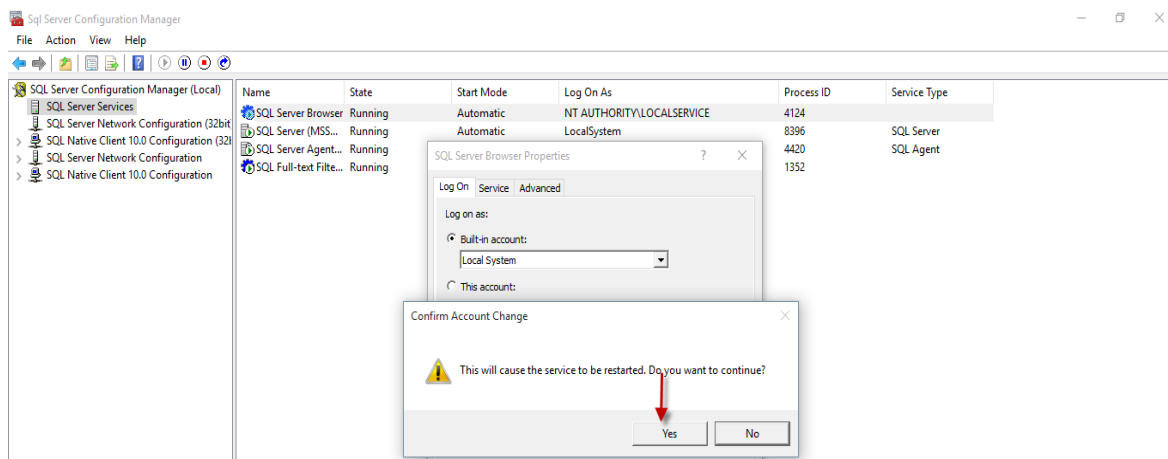 Sql Server Configuration Manager
File Action View Help
SQL Server Configuration Manager (Local)
SQL Server Services
SQL Server Network Configuration (32bit
SQL Native Client 10.0 Configuration (32b
SQL Server Network Configuration
SQL Native Client 10.0 Configuration
Name State Start Mode Log On As Process ID Service Type
SQL Server Browser Running Automatic NT AUTHORITY\LOCALSERVICE 4124
SQL Server (MSS... Running Automatic LocalSystem 8396 SQL Server
SQL Server Agent... Running 4420 SQL Agent
SQL Full-text Filte... Running 1352
SQL Server Browser Properties
Log On Service Advanced
Log on as:
Built-in account:
Local System
This account:
Confirm Account Change
This will cause the service to be restarted. Do you want to continue?
Yes No